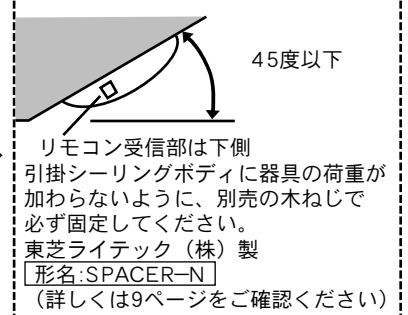 45度以下
リモコン受信部は下側
引掛シーリングボディに器具の荷重が
加わらないように、別売の木ねじで
必ず固定してください。
東芝ライテック（株）製
形名:SPACER−N
（詳しくは9ページをご確認ください）